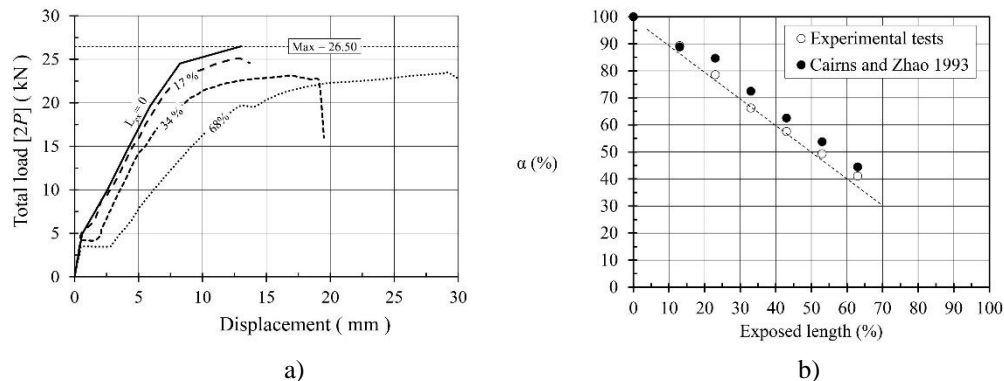 Total load [2P] ( kN )
30
25
20
15
10
5
0
Max = 26.50
Lex = 0
17 %
34 %
68%
0 5 10 15 20 25 30
Displacement ( mm )
a)
α (%)
100
90
80
70
60
50
40
30
20
10
0
Experimental tests
Cairns and Zhao 1993
0 10 20 30 40 50 60 70 80 90 100
Exposed length (%)
b)